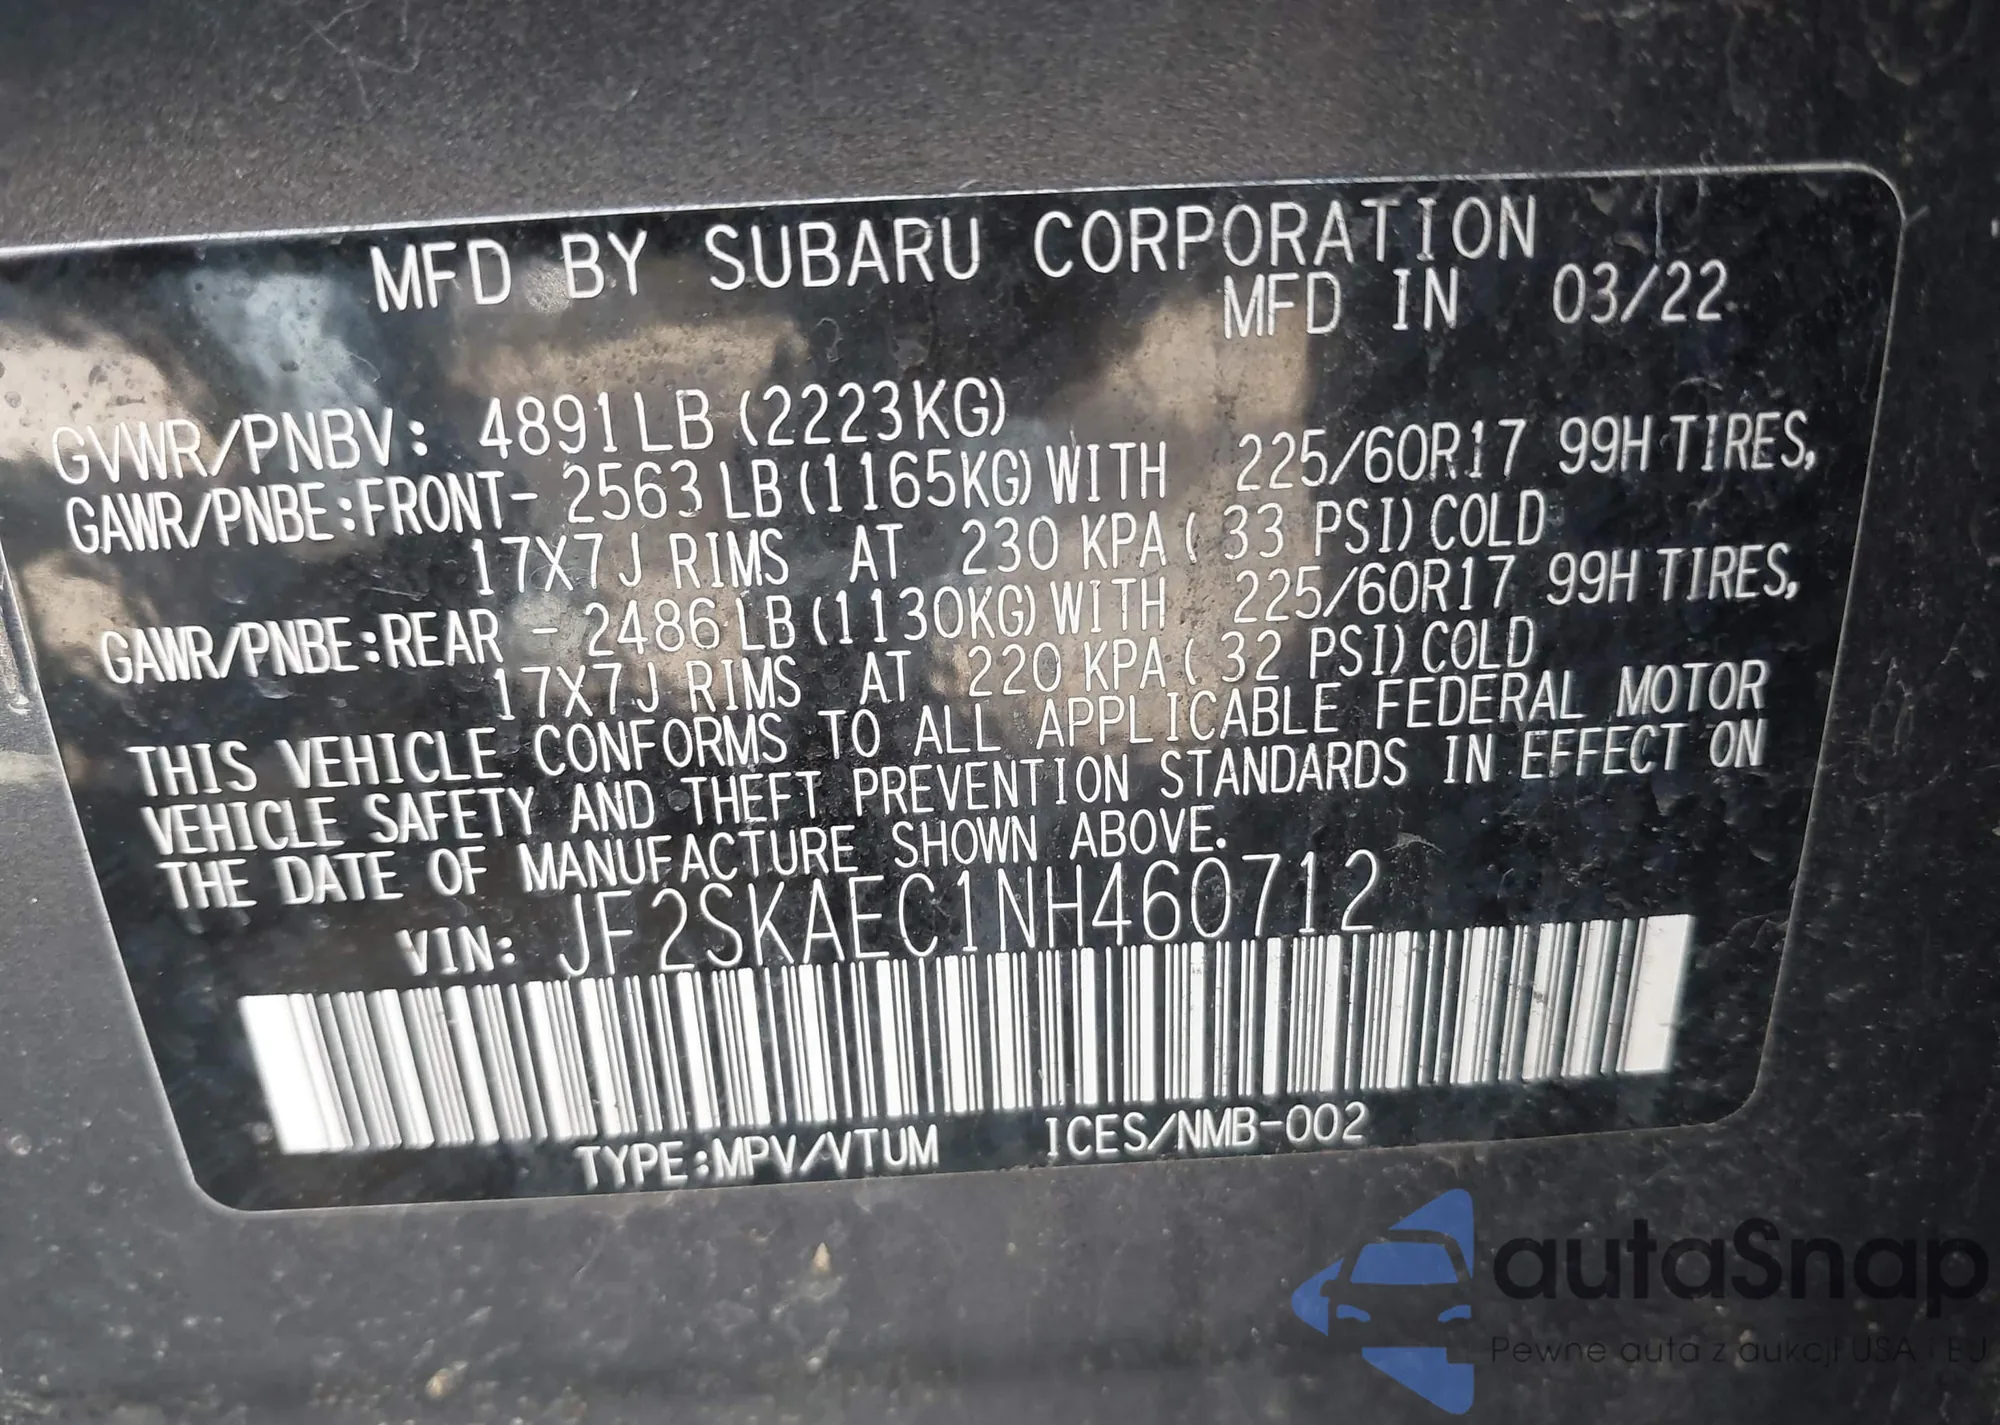 MFD BY SUBARU CORPORATION
MFD IN 03/22
GVWR/PNBV: 4891LB (2223KG)
GAWR/PNBE:FRONT- 2563 LB (1165KG) WITH 225/60R17 99H TIRES,
17X7J RIMS AT 230 KPA ( 33 PSI) COLD
GAWR/PNBE:REAR - 2486 LB (1130KG) WITH 225/60R17 99H TIRES,
17X7J RIMS AT 220 KPA ( 32 PSI) COLD
THIS VEHICLE CONFORMS TO ALL APPLICABLE FEDERAL MOTOR
VEHICLE SAFETY AND THEFT PREVENTION STANDARDS IN EFFECT ON
THE DATE OF MANUFACTURE SHOWN ABOVE.
VIN: JF2SKAEC1NH460712
TYPE:MPV/VTUM ICES/NMB-002
autaSnap
Pewne auta z aukcji USA i EU